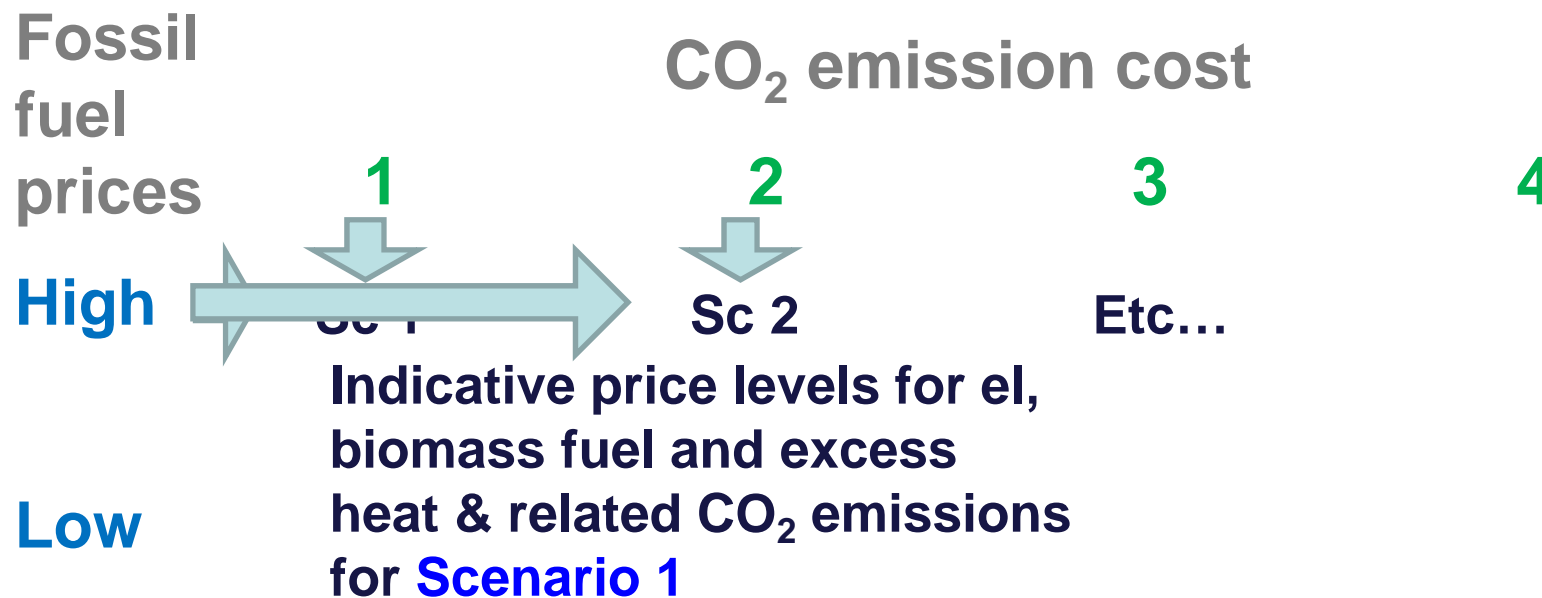 Fossil
fuel
prices
CO₂ emission cost
1 2 3 4
High
Sc 2 Etc…
Indicative price levels for el,
biomass fuel and excess
heat & related CO₂ emissions
for Scenario 1
Low